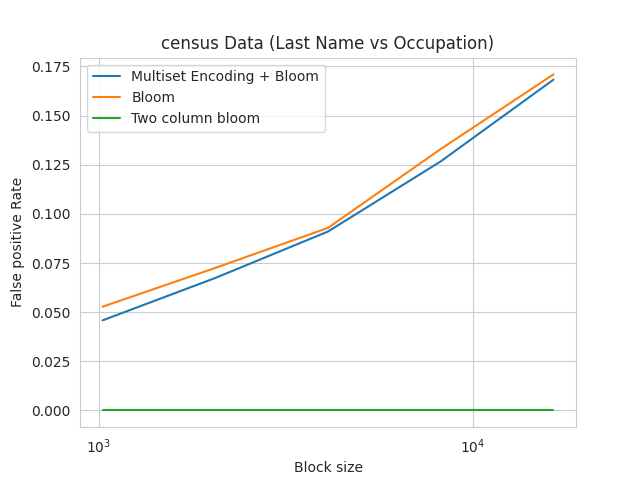 census Data (Last Name vs Occupation)
Multiset Encoding + Bloom
Bloom
Two column bloom
False positive Rate
0.175
0.150
0.125
0.100
0.075
0.050
0.025
0.000
10³
10⁴
Block size